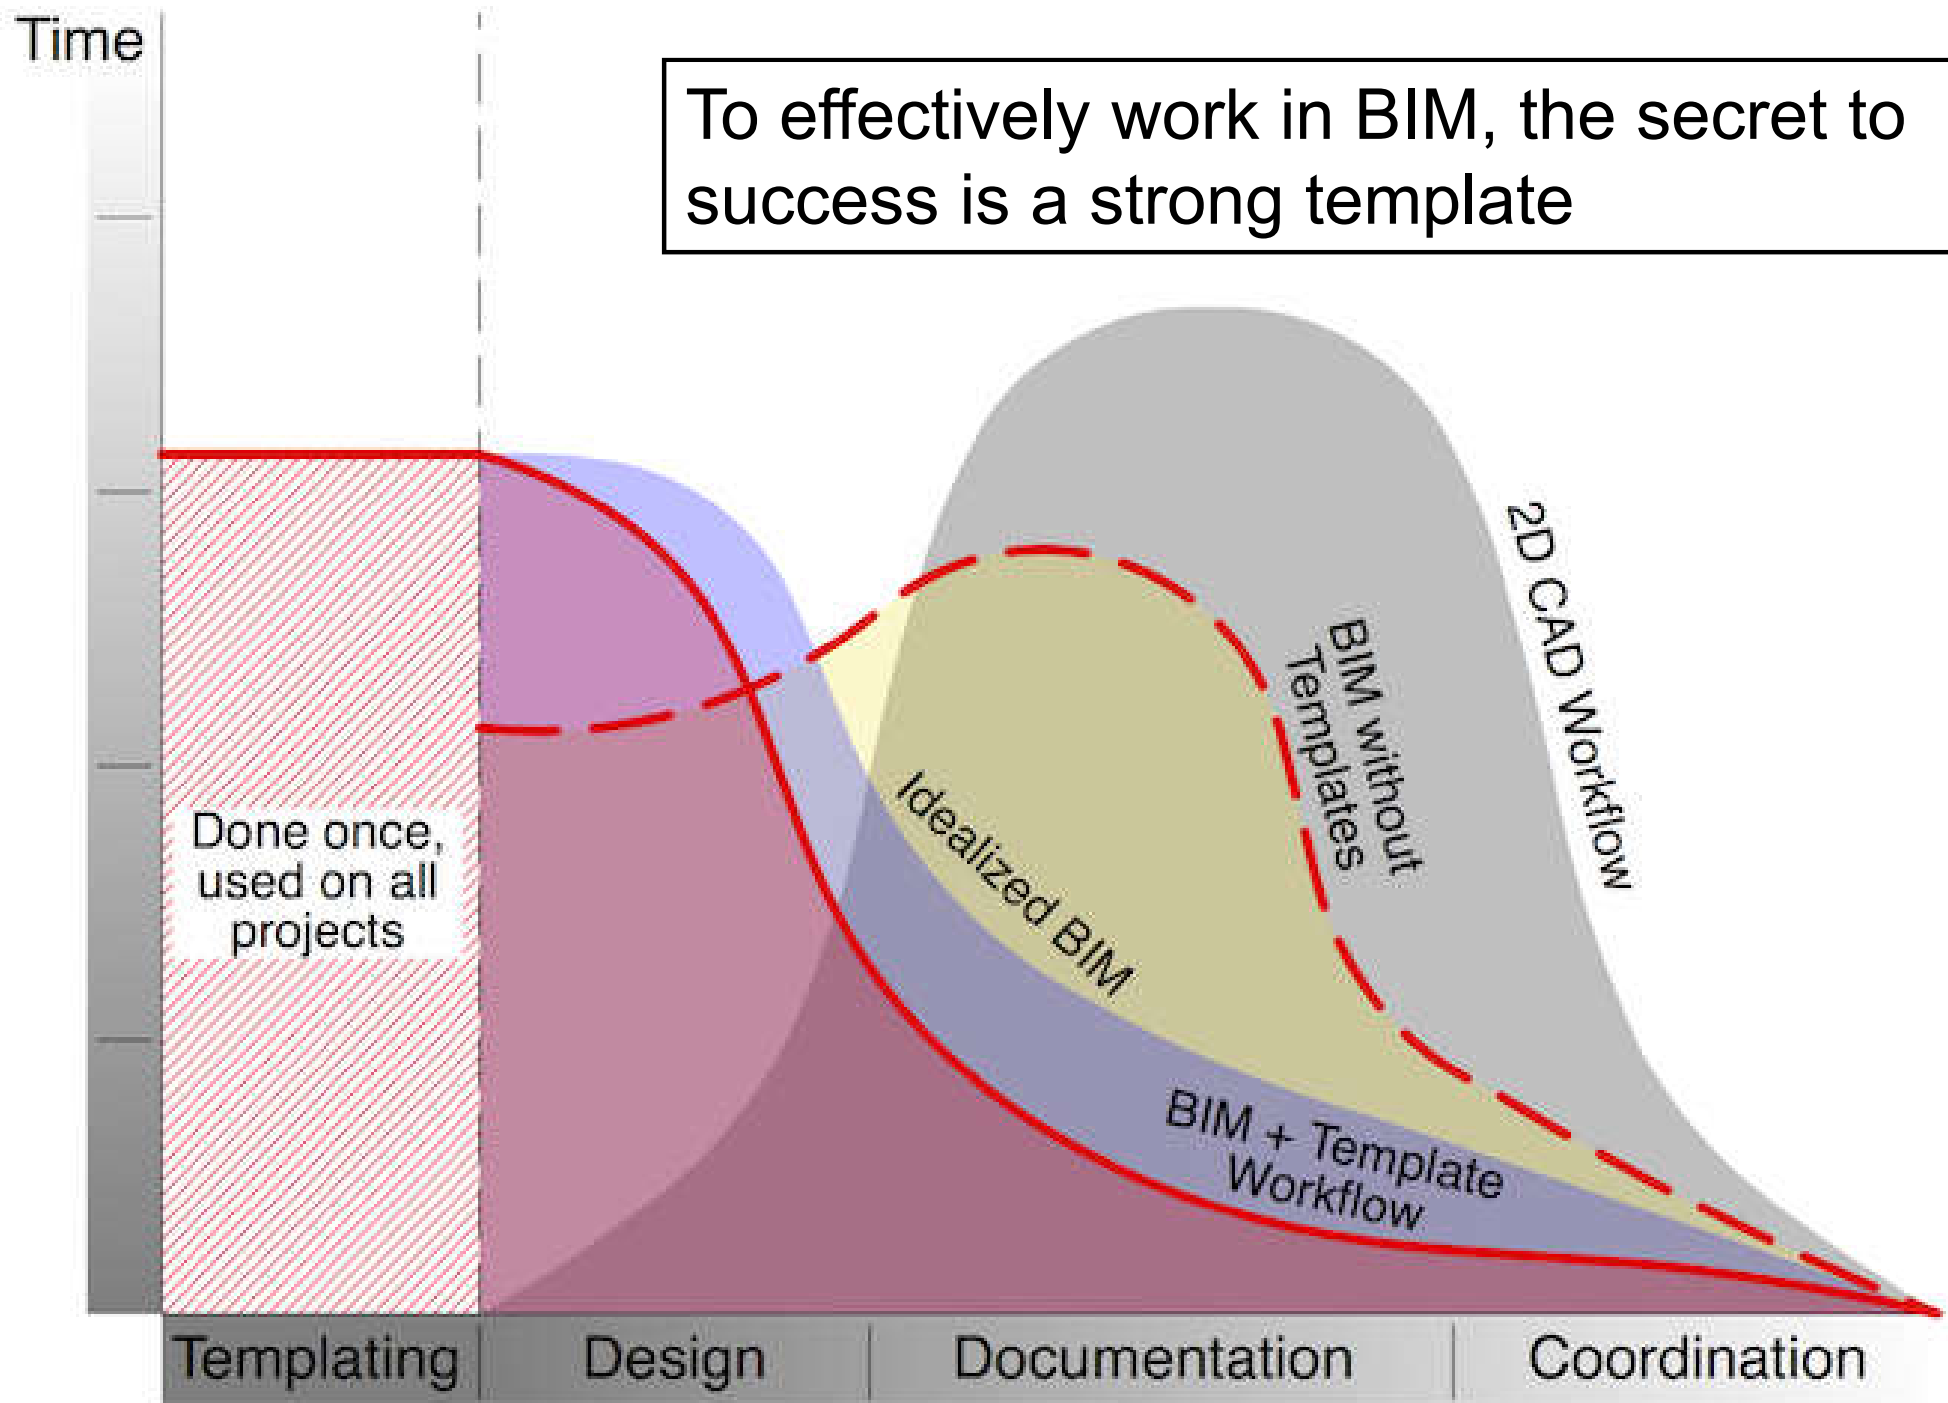 Time
To effectively work in BIM, the secret to
success is a strong template
2D CAD Workflow
BIM without
Templates
Idealized BIM
BIM + Template
Workflow
Done once,
used on all
projects
Templating
Design
Documentation
Coordination